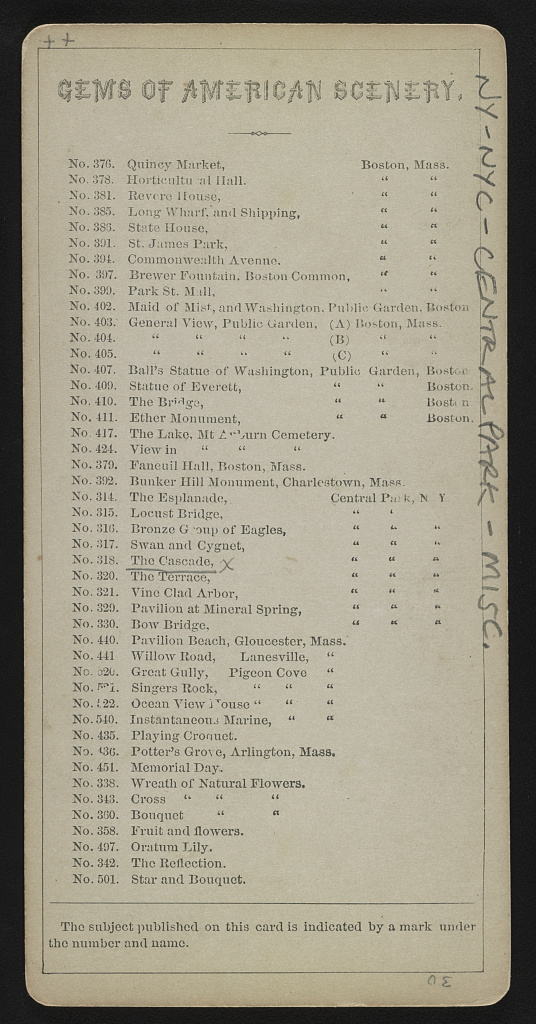 ++
GEMS OF AMERICAN SCENERY.
No. 376. Quincy Market, Boston, Mass.
No. 378. Horticultural Hall. " "
No. 381. Revere House, " "
No. 385. Long Wharf, and Shipping, " "
No. 386. State House, " "
No. 391. St. James Park, " "
No. 394. Commonwealth Avenue. " "
No. 397. Brewer Fountain. Boston Common, " "
No. 399. Park St. Mall, " "
No. 402. Maid of Mist, and Washington. Public Garden. Boston
No. 403. General View, Public Garden, (A) Boston, Mass.
No. 404. " " " " (B) " "
No. 405. " " " " (C) " "
No. 407. Ball's Statue of Washington, Public Garden, Boston
No. 409. Statue of Everett, " " Boston.
No. 410. The Bridge, " " Boston
No. 411. Ether Monument, " " Boston.
No. 417. The Lake, Mt Auburn Cemetery.
No. 424. View in " " "
No. 379. Faneuil Hall, Boston, Mass.
No. 392. Bunker Hill Monument, Charlestown, Mass.
No. 314. The Esplanade, Central Park, N Y
No. 315. Locust Bridge, " "
No. 316. Bronze Group of Eagles, " " "
No. 317. Swan and Cygnet, " " "
No. 318. The Cascade, x " " "
No. 320. The Terrace, " " "
No. 321. Vine Clad Arbor, " " "
No. 329. Pavilion at Mineral Spring, " " "
No. 330. Bow Bridge, " " "
No. 440. Pavilion Beach, Gloucester, Mass.
No. 441 Willow Road, Lanesville, "
No. 520. Great Gully, Pigeon Cove "
No. 521. Singers Rock, " " "
No. 522. Ocean View House " " "
No. 540. Instantaneous Marine, " "
No. 435. Playing Croquet.
No. 436. Potter's Grove, Arlington, Mass.
No. 451. Memorial Day.
No. 338. Wreath of Natural Flowers.
No. 343. Cross " " "
No. 360. Bouquet " "
No. 358. Fruit and flowers.
No. 497. Oratum Lily.
No. 342. The Reflection.
No. 501. Star and Bouquet.
The subject published on this card is indicated by a mark under
the number and name.
NY-NYC-CENTRAL PARK-MISC.